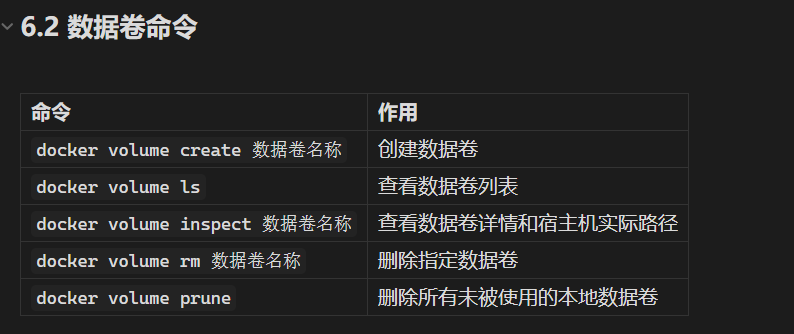 6.2 数据卷命令
命令 作用
docker volume create 数据卷名称 创建数据卷
docker volume ls 查看数据卷列表
docker volume inspect 数据卷名称 查看数据卷详情和宿主机实际路径
docker volume rm 数据卷名称 删除指定数据卷
docker volume prune 删除所有未被使用的本地数据卷